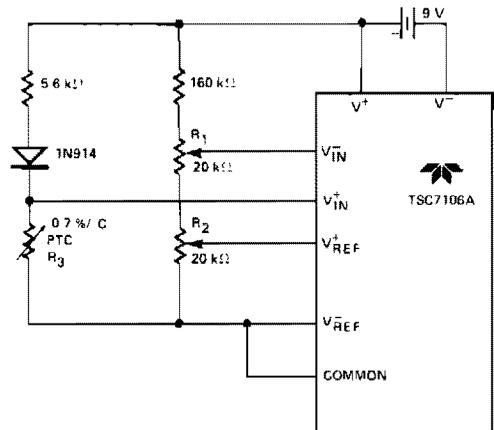 9 V
5.6 kΩ
160 kΩ
V+
V−
R1
20 kΩ
1N914
V−IN
V+IN
TSC7106A
0.7 %/ C
PTC
R3
R2
20 kΩ
V+REF
V−REF
COMMON